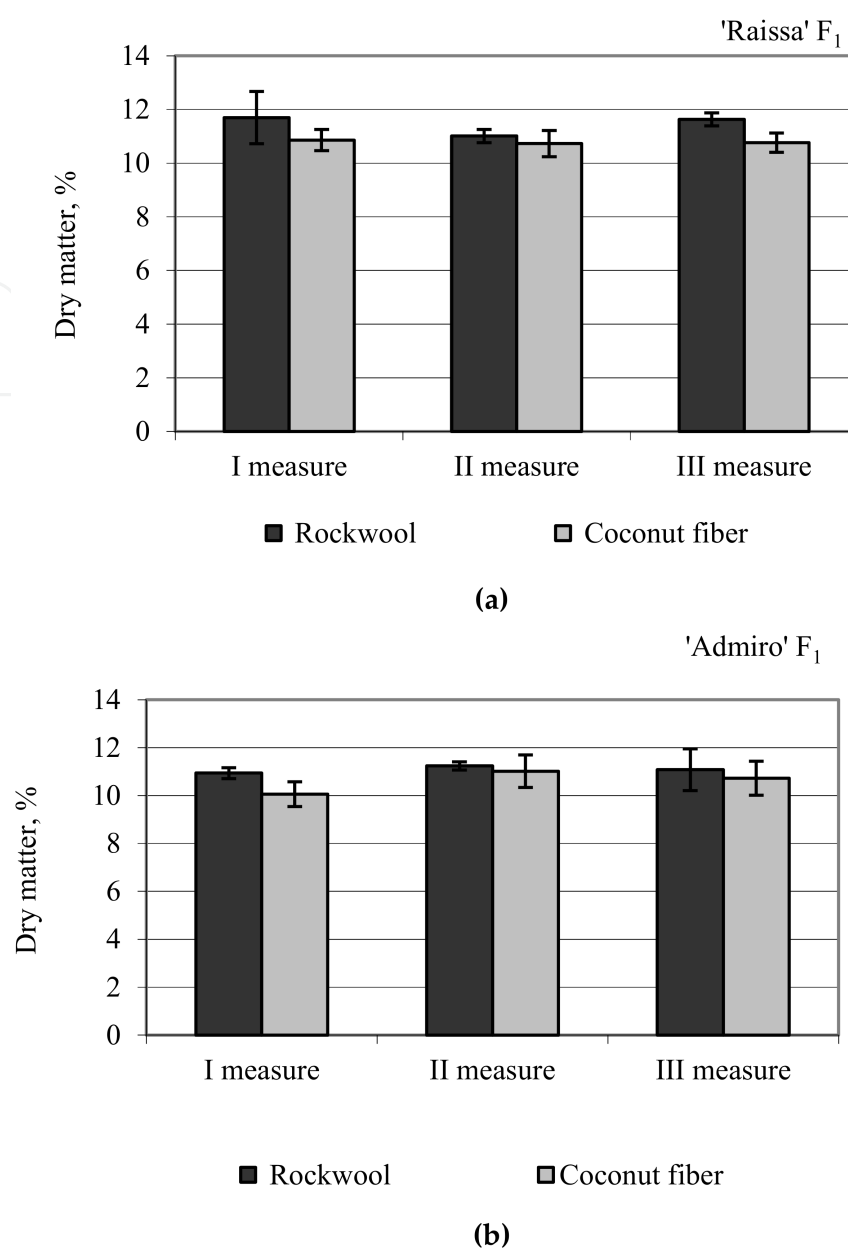 'Raissa' F1
14
12
10
8
6
4
2
0
Dry matter, %
I measure II measure III measure
Rockwool Coconut fiber
(a)
'Admiro' F1
14
12
10
8
6
4
2
0
Dry matter, %
I measure II measure III measure
Rockwool Coconut fiber
(b)